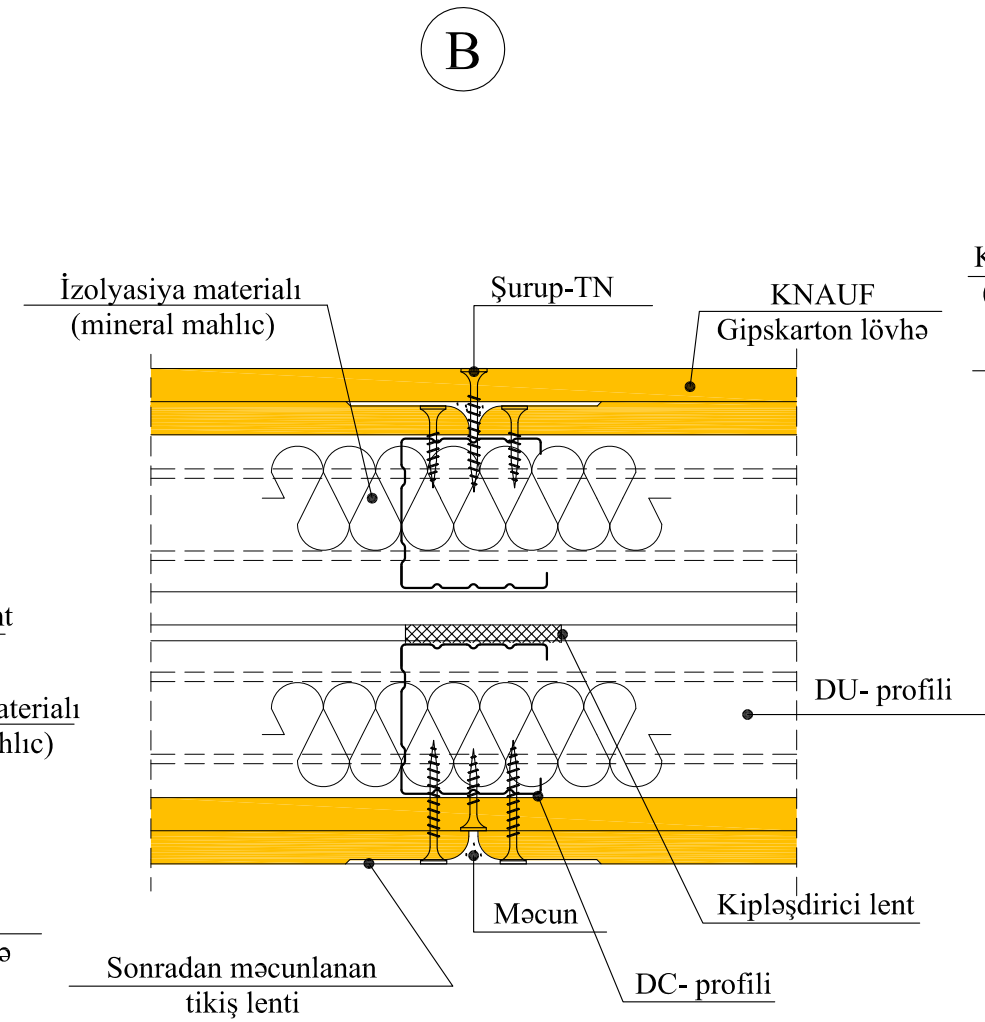 B
İzolyasiya materialı
(mineral mahlıc)
Şurup-TN
KNAUF
Gipskarton lövhə
DU- profili
Kipləşdirici lent
Məcun
DC- profili
Sonradan məcunlanan
tikiş lenti